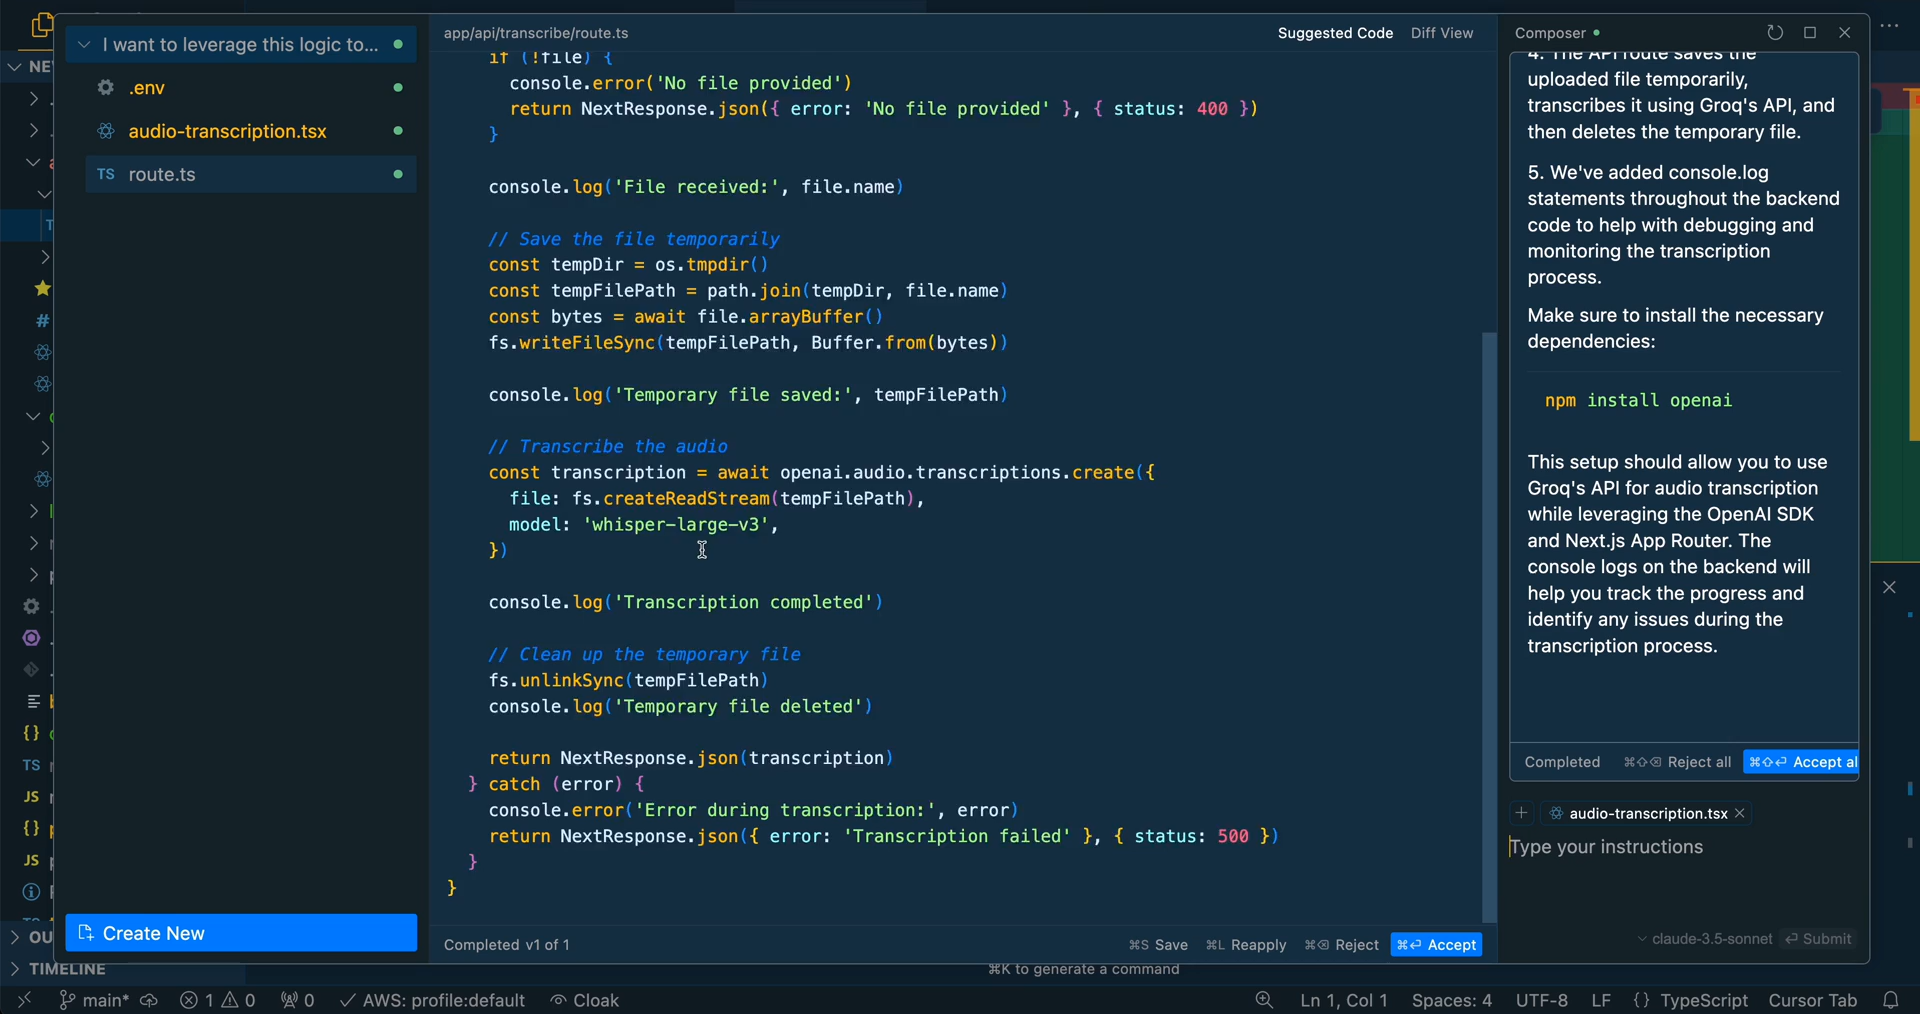 I want to leverage this logic to...
.env
audio-transcription.tsx
TS route.ts
Create New
OU
TIMELINE
app/api/transcribe/route.ts
Suggested Code
Diff View
if (!file) {
console.error('No file provided')
return NextResponse.json({ error: 'No file provided' }, { status: 400 })
}
console.log('File received:', file.name)
// Save the file temporarily
const tempDir = os.tmpdir()
const tempFilePath = path.join(tempDir, file.name)
const bytes = await file.arrayBuffer()
fs.writeFileSync(tempFilePath, Buffer.from(bytes))
console.log('Temporary file saved:', tempFilePath)
// Transcribe the audio
const transcription = await openai.audio.transcriptions.create({
file: fs.createReadStream(tempFilePath),
model: 'whisper-large-v3',
})
console.log('Transcription completed')
// Clean up the temporary file
fs.unlinkSync(tempFilePath)
console.log('Temporary file deleted')
return NextResponse.json(transcription)
} catch (error) {
console.error('Error during transcription:', error)
return NextResponse.json({ error: 'Transcription failed' }, { status: 500 })
}
}
Completed v1 of 1
⌘S Save
⌘L Reapply
⌘⌫ Reject
⌘⏎ Accept
⌘K to generate a command
Composer
4. The API route saves the
uploaded file temporarily,
transcribes it using Groq's API, and
then deletes the temporary file.
5. We've added console.log
statements throughout the backend
code to help with debugging and
monitoring the transcription
process.
Make sure to install the necessary
dependencies:
npm install openai
This setup should allow you to use
Groq's API for audio transcription
while leveraging the OpenAI SDK
and Next.js App Router. The
console logs on the backend will
help you track the progress and
identify any issues during the
transcription process.
Completed
⌘⇧⌫ Reject all
⌘⇧⏎ Accept al
audio-transcription.tsx
Type your instructions
claude-3.5-sonnet
⏎ Submit
main*
1
0
0
AWS: profile:default
Cloak
Ln 1, Col 1
Spaces: 4
UTF-8
LF
{} TypeScript
Cursor Tab